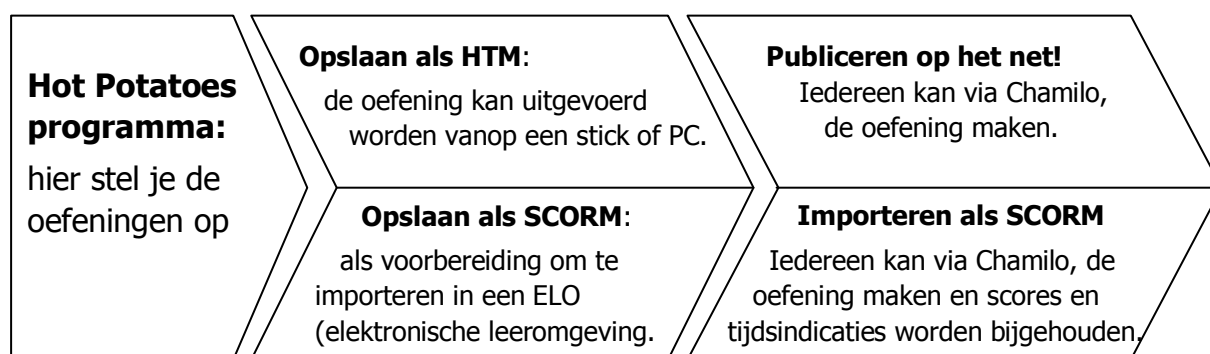 Hot Potatoes
programma:
hier stel je de
oefeningen op
Opslaan als HTM:
de oefening kan uitgevoerd
worden vanop een stick of PC.
Opslaan als SCORM:
als voorbereiding om te
importeren in een ELO
(elektronische leeromgeving.
Publiceren op het net!
Iedereen kan via Chamilo,
de oefening maken.
Importeren als SCORM
Iedereen kan via Chamilo, de
oefening maken en scores en
tijdsindicaties worden bijgehouden.